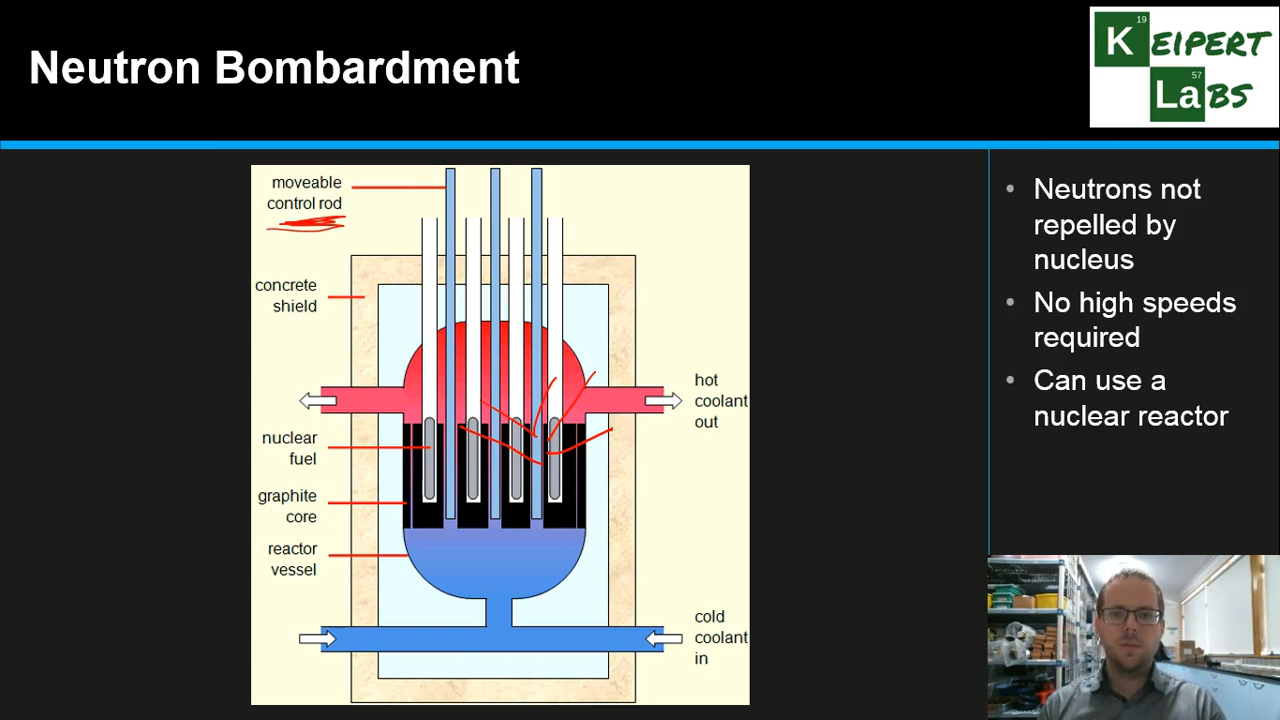 Neutron Bombardment
19
K EIPERT
57
La BS
moveable
control rod
concrete
shield
nuclear
fuel
graphite
core
reactor
vessel
hot
coolant
out
cold
coolant
in
• Neutrons not
repelled by
nucleus
• No high speeds
required
• Can use a
nuclear reactor